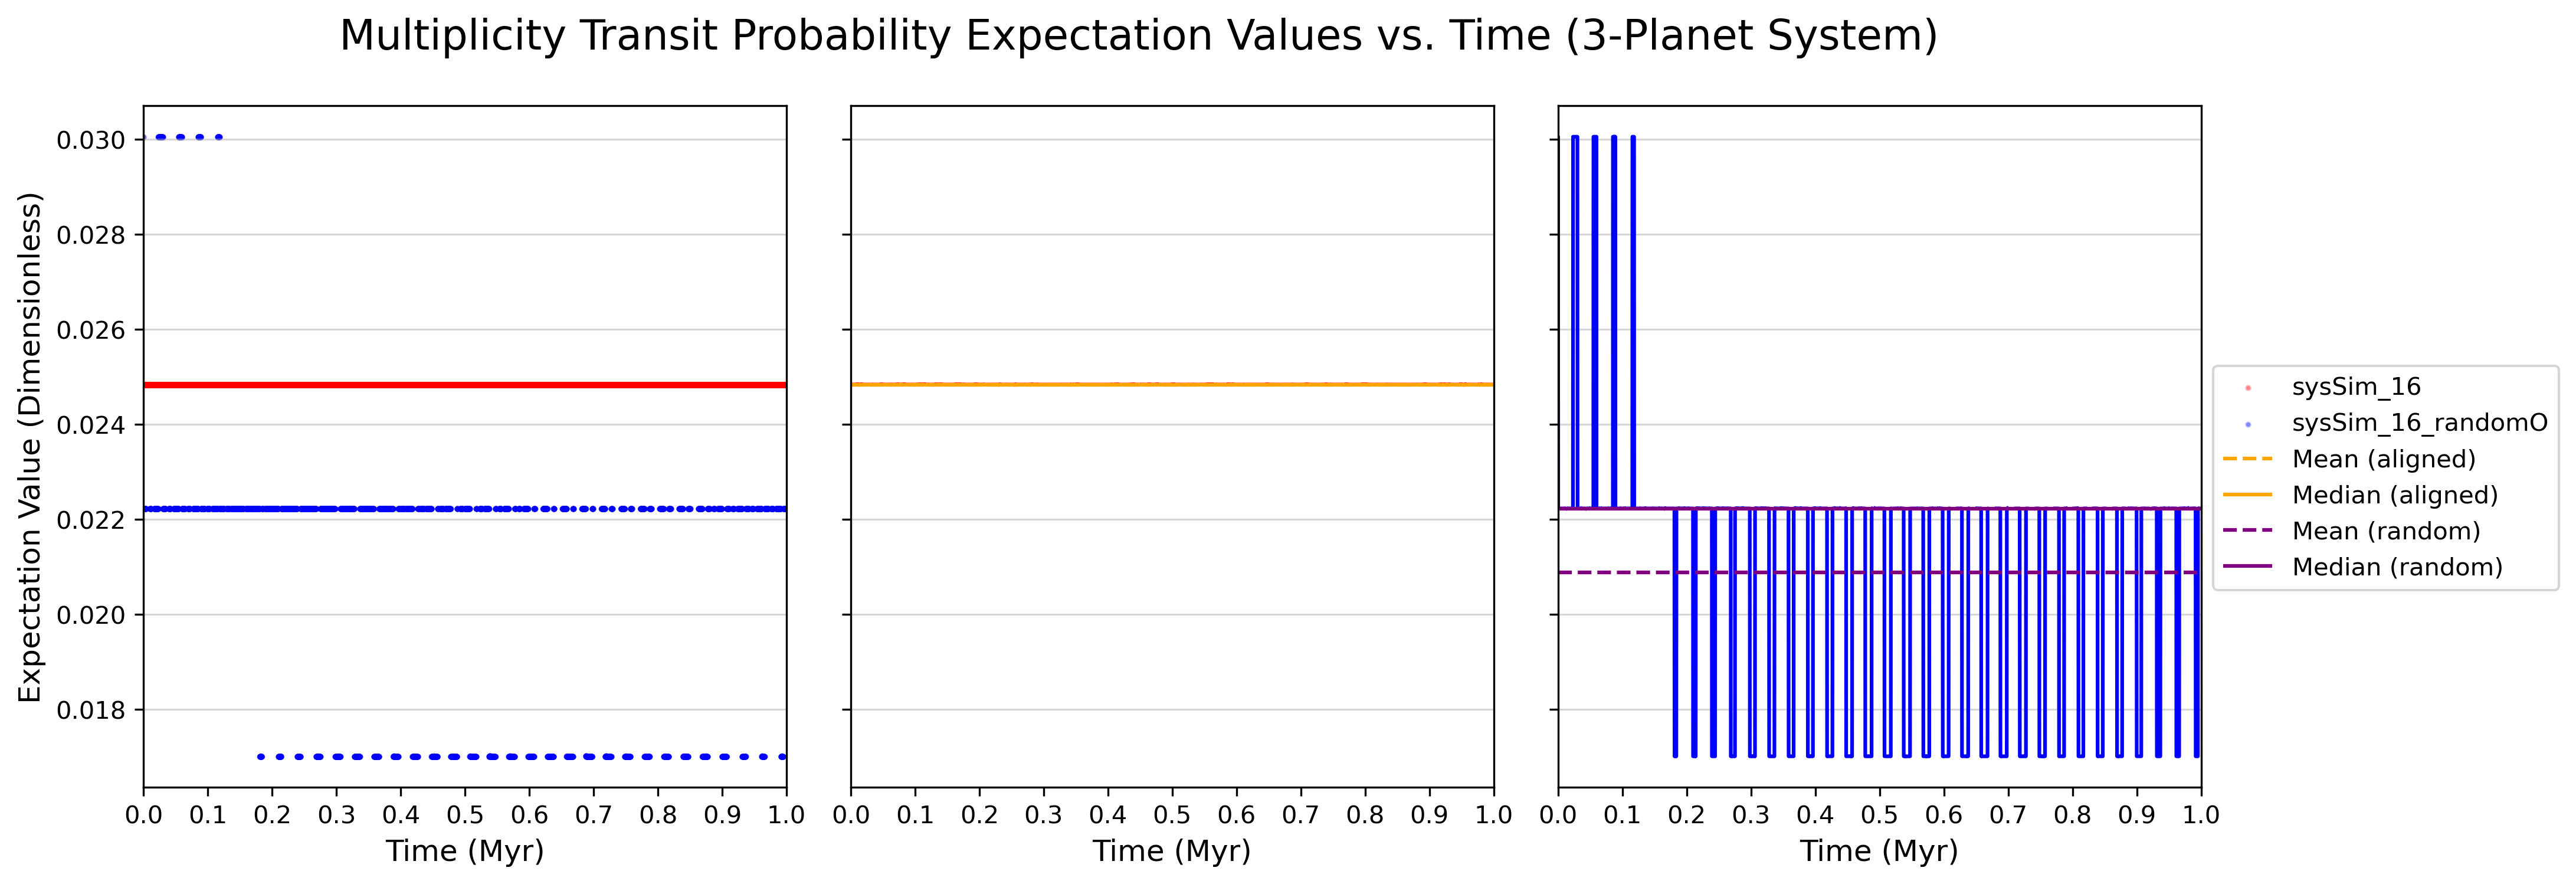 Multiplicity Transit Probability Expectation Values vs. Time (3-Planet System)
Expectation Value (Dimensionless)
0.030
0.028
0.026
0.024
0.022
0.020
0.018
0.0 0.1 0.2 0.3 0.4 0.5 0.6 0.7 0.8 0.9 1.0
Time (Myr)
0.0 0.1 0.2 0.3 0.4 0.5 0.6 0.7 0.8 0.9 1.0
Time (Myr)
0.0 0.1 0.2 0.3 0.4 0.5 0.6 0.7 0.8 0.9 1.0
Time (Myr)
sysSim_16
sysSim_16_randomO
Mean (aligned)
Median (aligned)
Mean (random)
Median (random)